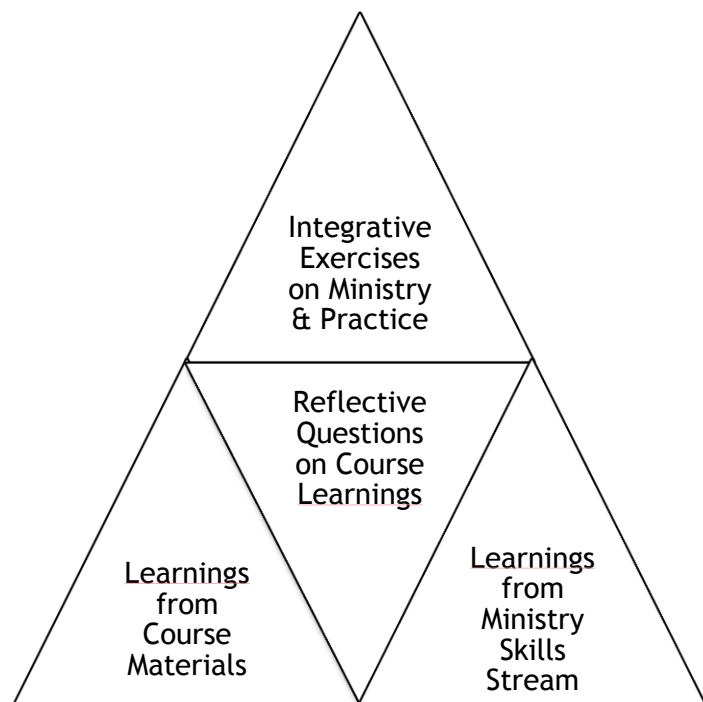 Integrative
Exercises
on Ministry
& Practice
Reflective
Questions
on Course
Learnings
Learnings
from
Course
Materials
Learnings
from
Ministry
Skills
Stream